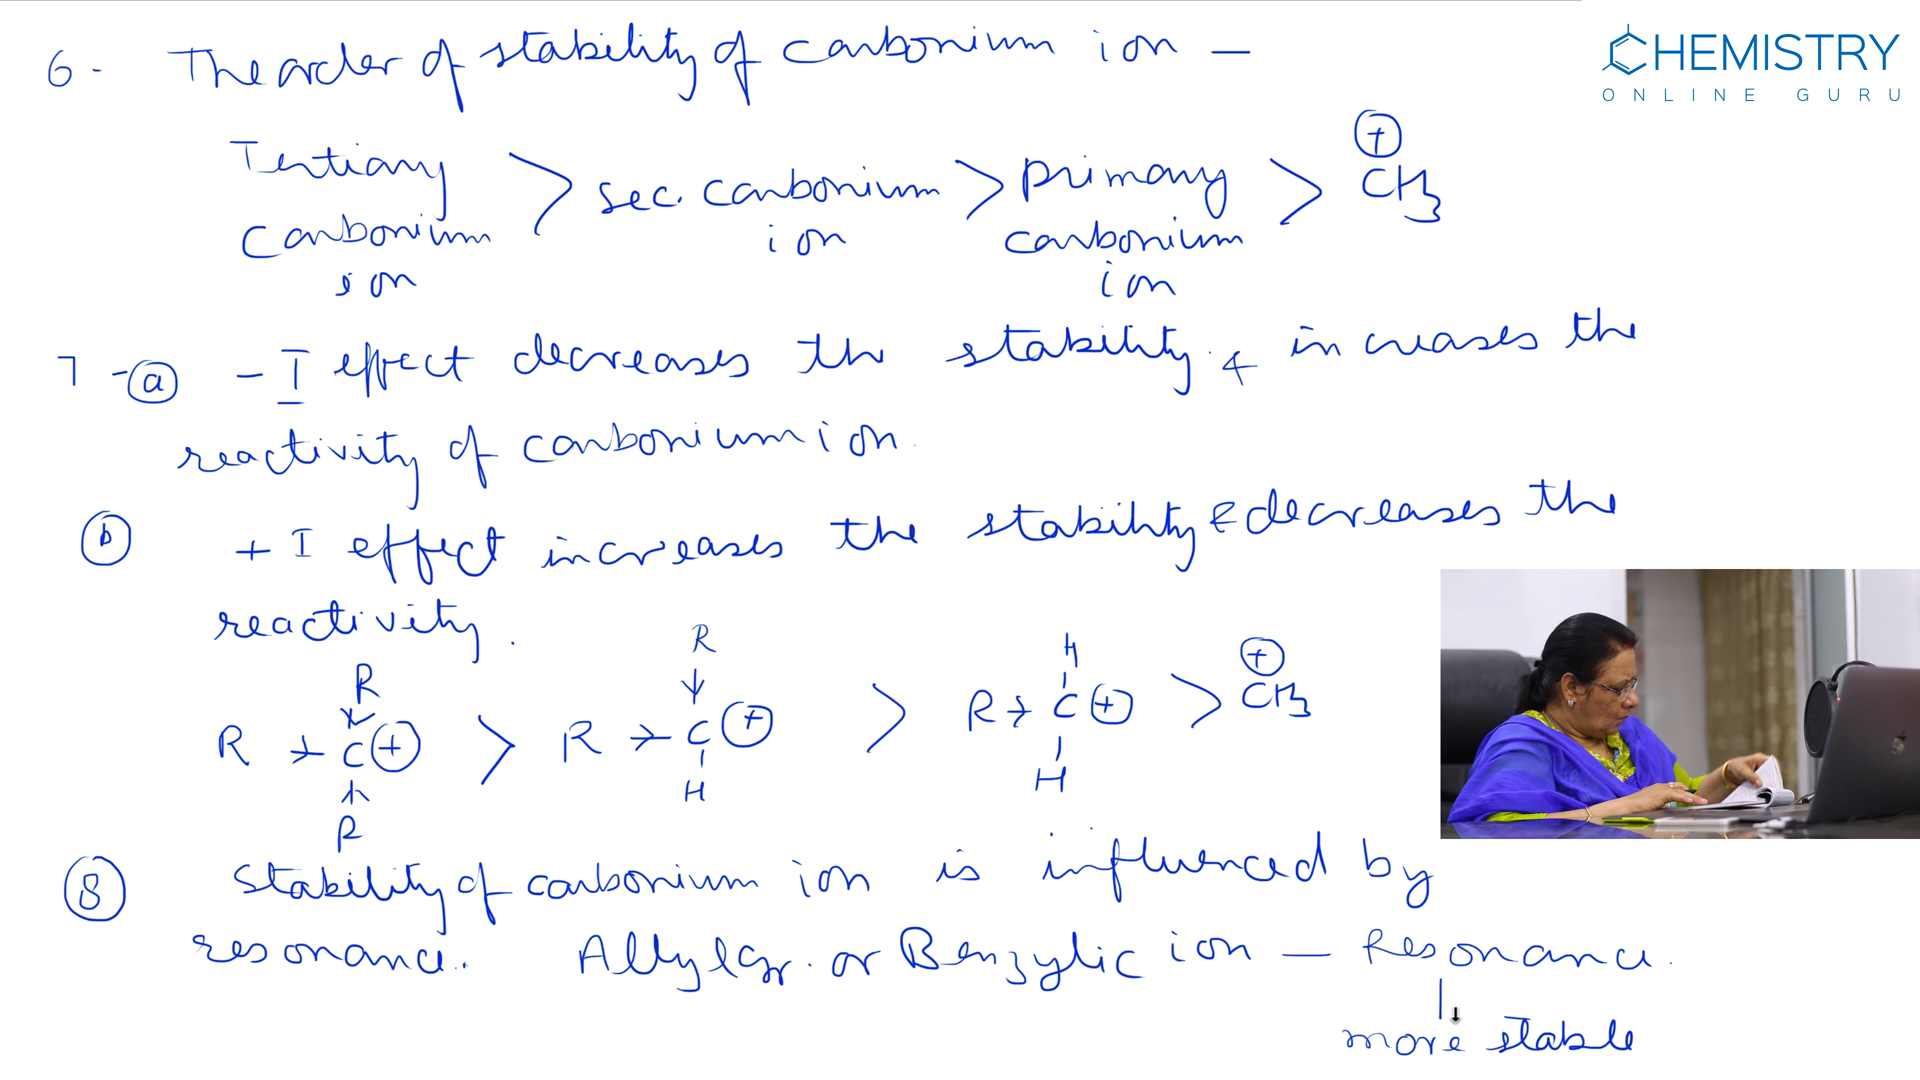 CHEMISTRY
ONLINE GURU
6- The order of stability of carbonium ion –
Tertiary carbonium ion > sec. carbonium ion > primary carbonium ion > ⊕CH3
7-ⓐ - I effect decreases the stability & increases the
reactivity of carbonium ion.
ⓑ + I effect increases the stability & decreases the
reactivity.
R R H ⊕
R C⊕ > R C⊕ > R C⊕ > CH3
R H H
⑧ Stability of carbonium ion is influenced by
resonance. Allyl gr. or Benzylic ion – Resonance.
more stable